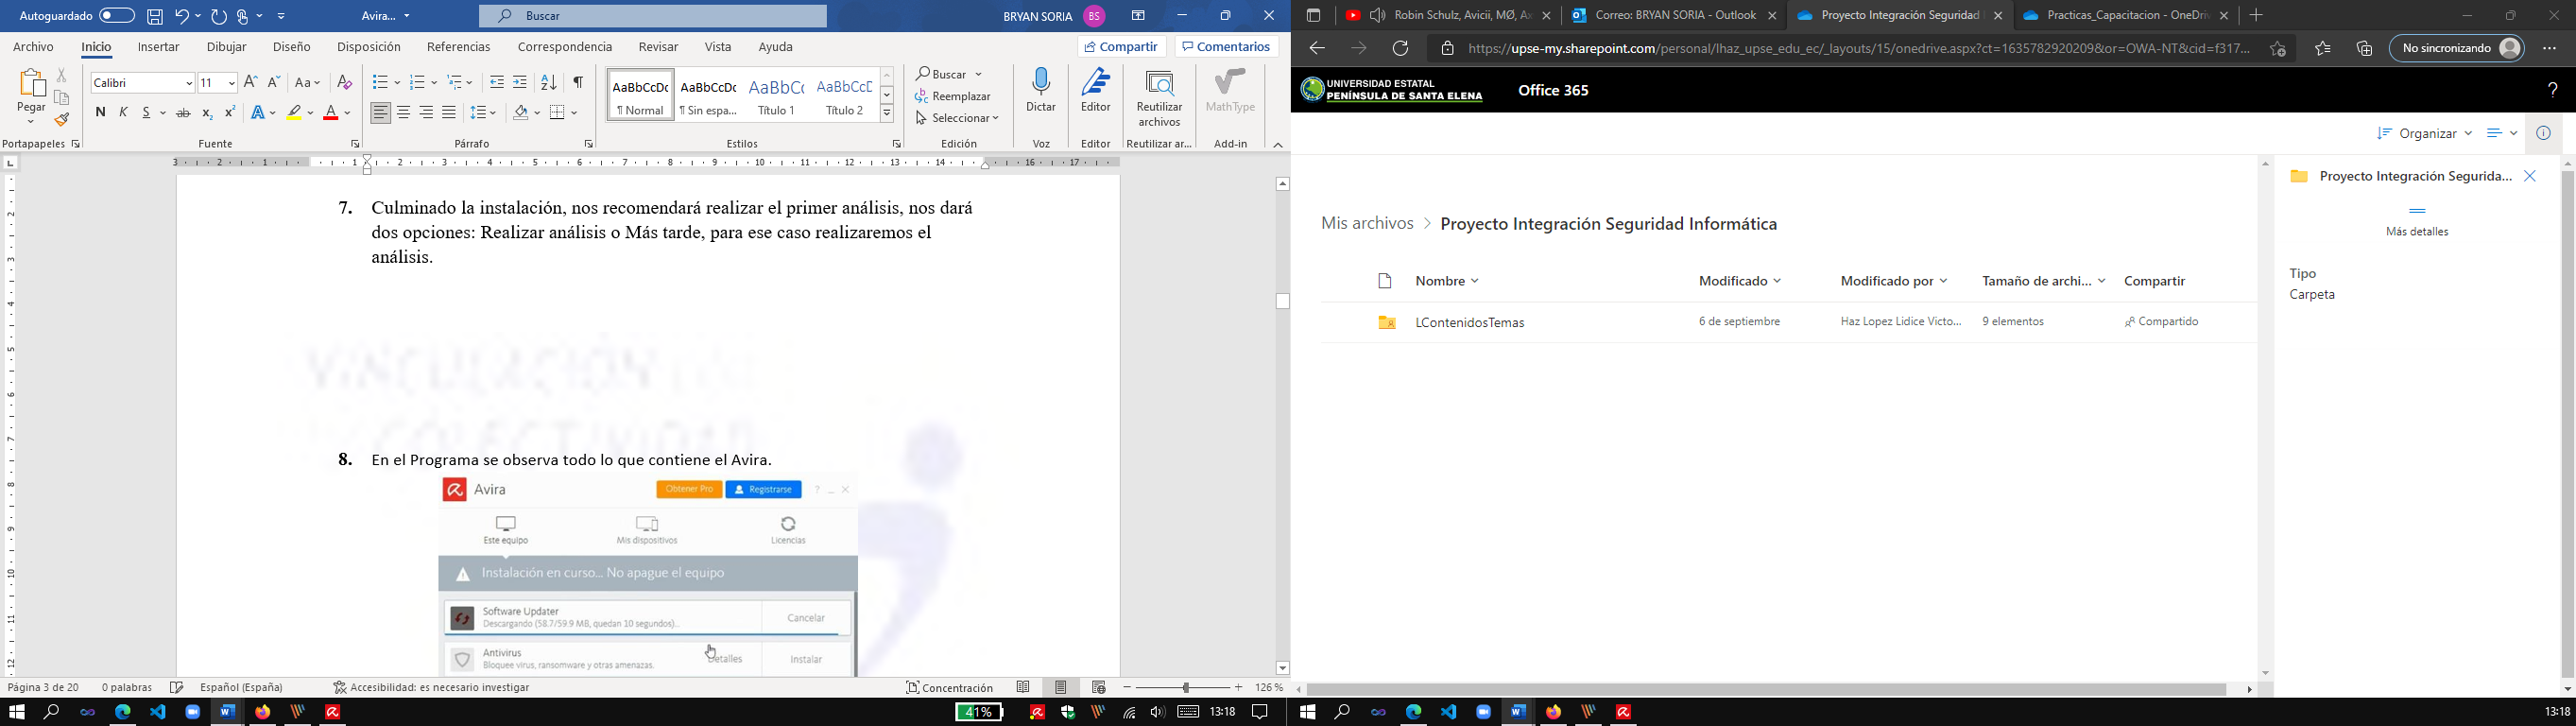 Autoguardado
Avira...
Buscar
BRYAN SORIA
BS
Archivo Inicio Insertar Dibujar Diseño Disposición Referencias Correspondencia Revisar Vista Ayuda
Compartir
Comentarios
Pegar
Calibri
11
Aa
N K S ab x₂ x²
AaBbCcDc AaBbCcDc AaBbCc AaBbCcE
¶ Normal ¶ Sin espa... Título 1 Título 2
Buscar
Reemplazar
Seleccionar
Dictar
Editor
Reutilizar
archivos
MathType
Portapapeles Fuente Párrafo Estilos Edición Voz Editor Reutilizar ar... Add-in
7. Culminado la instalación, nos recomendará realizar el primer análisis, nos dará
dos opciones: Realizar análisis o Más tarde, para ese caso realizaremos el
análisis.
VINCULACIÓN
COLECTIVIDAD
8. En el Programa se observa todo lo que contiene el Avira.
Avira
Obtener Pro
Registrarse
Este equipo Mis dispositivos Licencias
Instalación en curso... No apague el equipo
Software Updater
Descargando (58.7/59.9 MB, quedan 10 segundos)..
Cancelar
Antivirus
Bloquee virus, ransomware y otras amenazas.
Detalles
Instalar
Página 3 de 20 0 palabras Español (España) Accesibilidad: es necesario investigar Concentración 126 %
41% 13:18
Robin Schulz, Avicii, MØ, Ax
Correo: BRYAN SORIA - Outlook
Proyecto Integración Seguridad
Practicas_Capacitacion - OneDriv
https://upse-my.sharepoint.com/personal/lhaz_upse_edu_ec/_layouts/15/onedrive.aspx?ct=1635782920209&or=OWA-NT&cid=f317...
No sincronizando
UNIVERSIDAD ESTATAL
PENÍNSULA DE SANTA ELENA
Office 365
?
Organizar
Mis archivos > Proyecto Integración Seguridad Informática
Nombre Modificado Modificado por Tamaño de archi... Compartir
LContenidosTemas 6 de septiembre Haz Lopez Lidice Victo... 9 elementos Compartido
Proyecto Integración Segurida...
Más detalles
Tipo
Carpeta
13:18